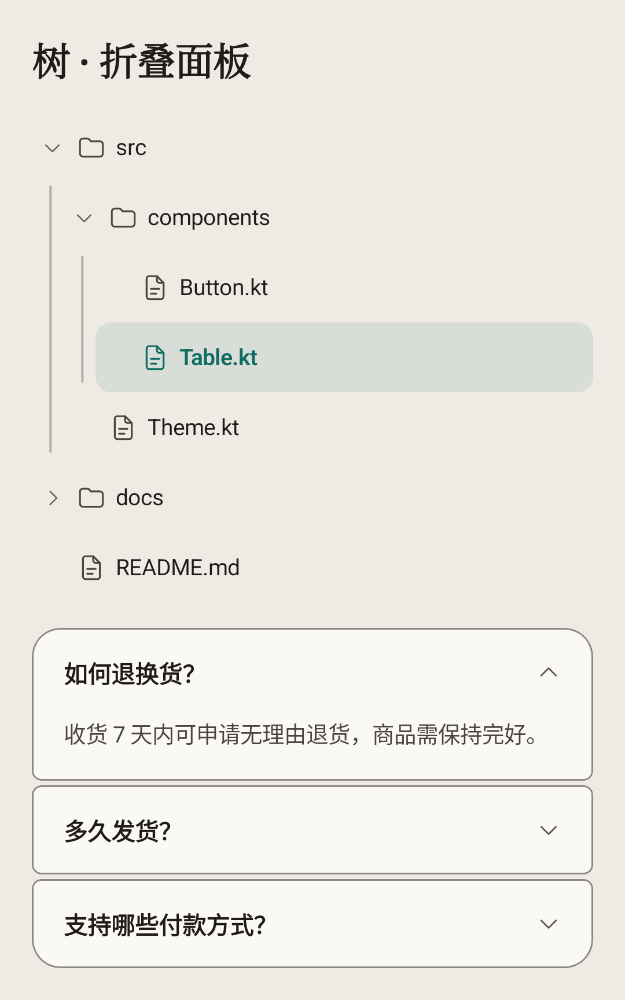 树 · 折叠面板
src
components
Button.kt
Table.kt
Theme.kt
docs
README.md
如何退换货？
收货 7 天内可申请无理由退货，商品需保持完好。
多久发货？
支持哪些付款方式？